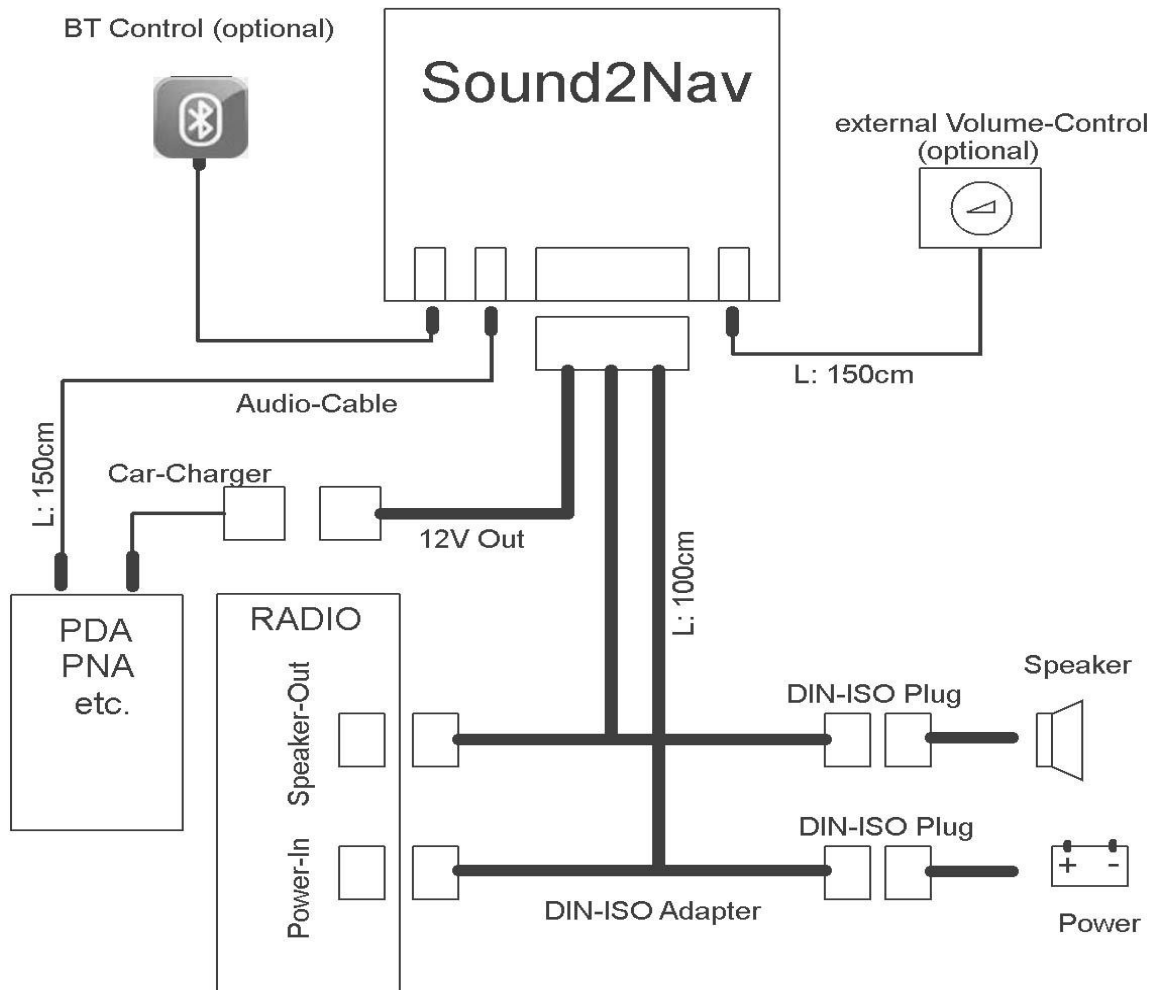 BT Control (optional)
Sound2Nav
external Volume-Control
(optional)
L: 150cm
Audio-Cable
L: 150cm
Car-Charger
12V Out
L: 100cm
PDA
PNA
etc.
RADIO
Speaker-Out
Power-In
DIN-ISO Plug
Speaker
DIN-ISO Plug
+ -
DIN-ISO Adapter
Power